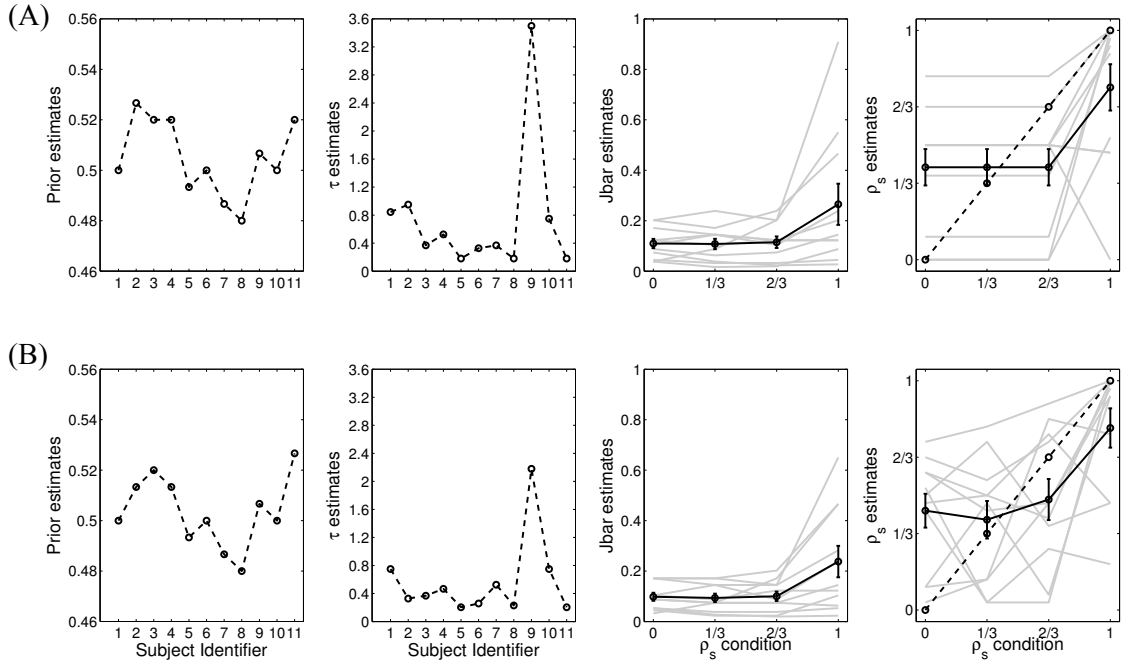 (A)
Prior estimates
0.56
0.54
0.52
0.5
0.48
0.46
1 2 3 4 5 6 7 8 9 10 11
τ estimates
3.6
3.2
2.8
2.4
2
1.6
1.2
0.8
0.4
0
1 2 3 4 5 6 7 8 9 10 11
Jbar estimates
1
0.8
0.6
0.4
0.2
0
0 1/3 2/3 1
ρs estimates
1
2/3
1/3
0
0 1/3 2/3 1
(B)
Prior estimates
0.56
0.54
0.52
0.5
0.48
0.46
1 2 3 4 5 6 7 8 9 10 11
Subject Identifier
τ estimates
3.6
3.2
2.8
2.4
2
1.6
1.2
0.8
0.4
0
1 2 3 4 5 6 7 8 9 10 11
Subject Identifier
Jbar estimates
1
0.8
0.6
0.4
0.2
0
0 1/3 2/3 1
ρs condition
ρs estimates
1
2/3
1/3
0
0 1/3 2/3 1
ρs condition